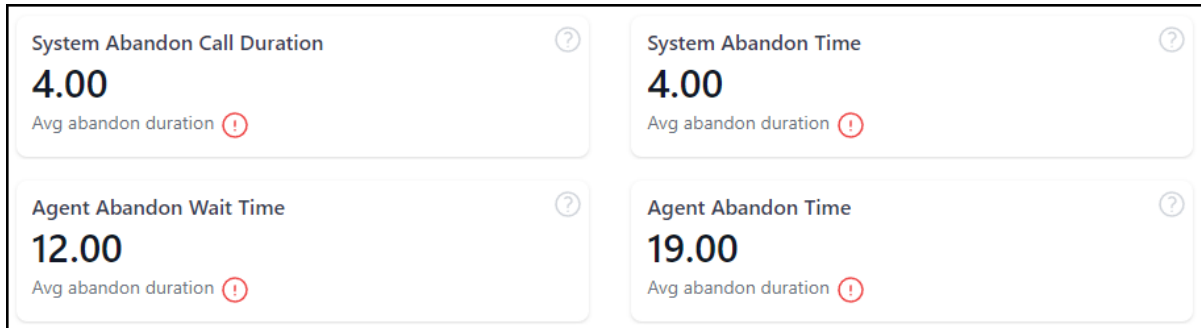 System Abandon Call Duration
4.00
Avg abandon duration
System Abandon Time
4.00
Avg abandon duration
Agent Abandon Wait Time
12.00
Avg abandon duration
Agent Abandon Time
19.00
Avg abandon duration